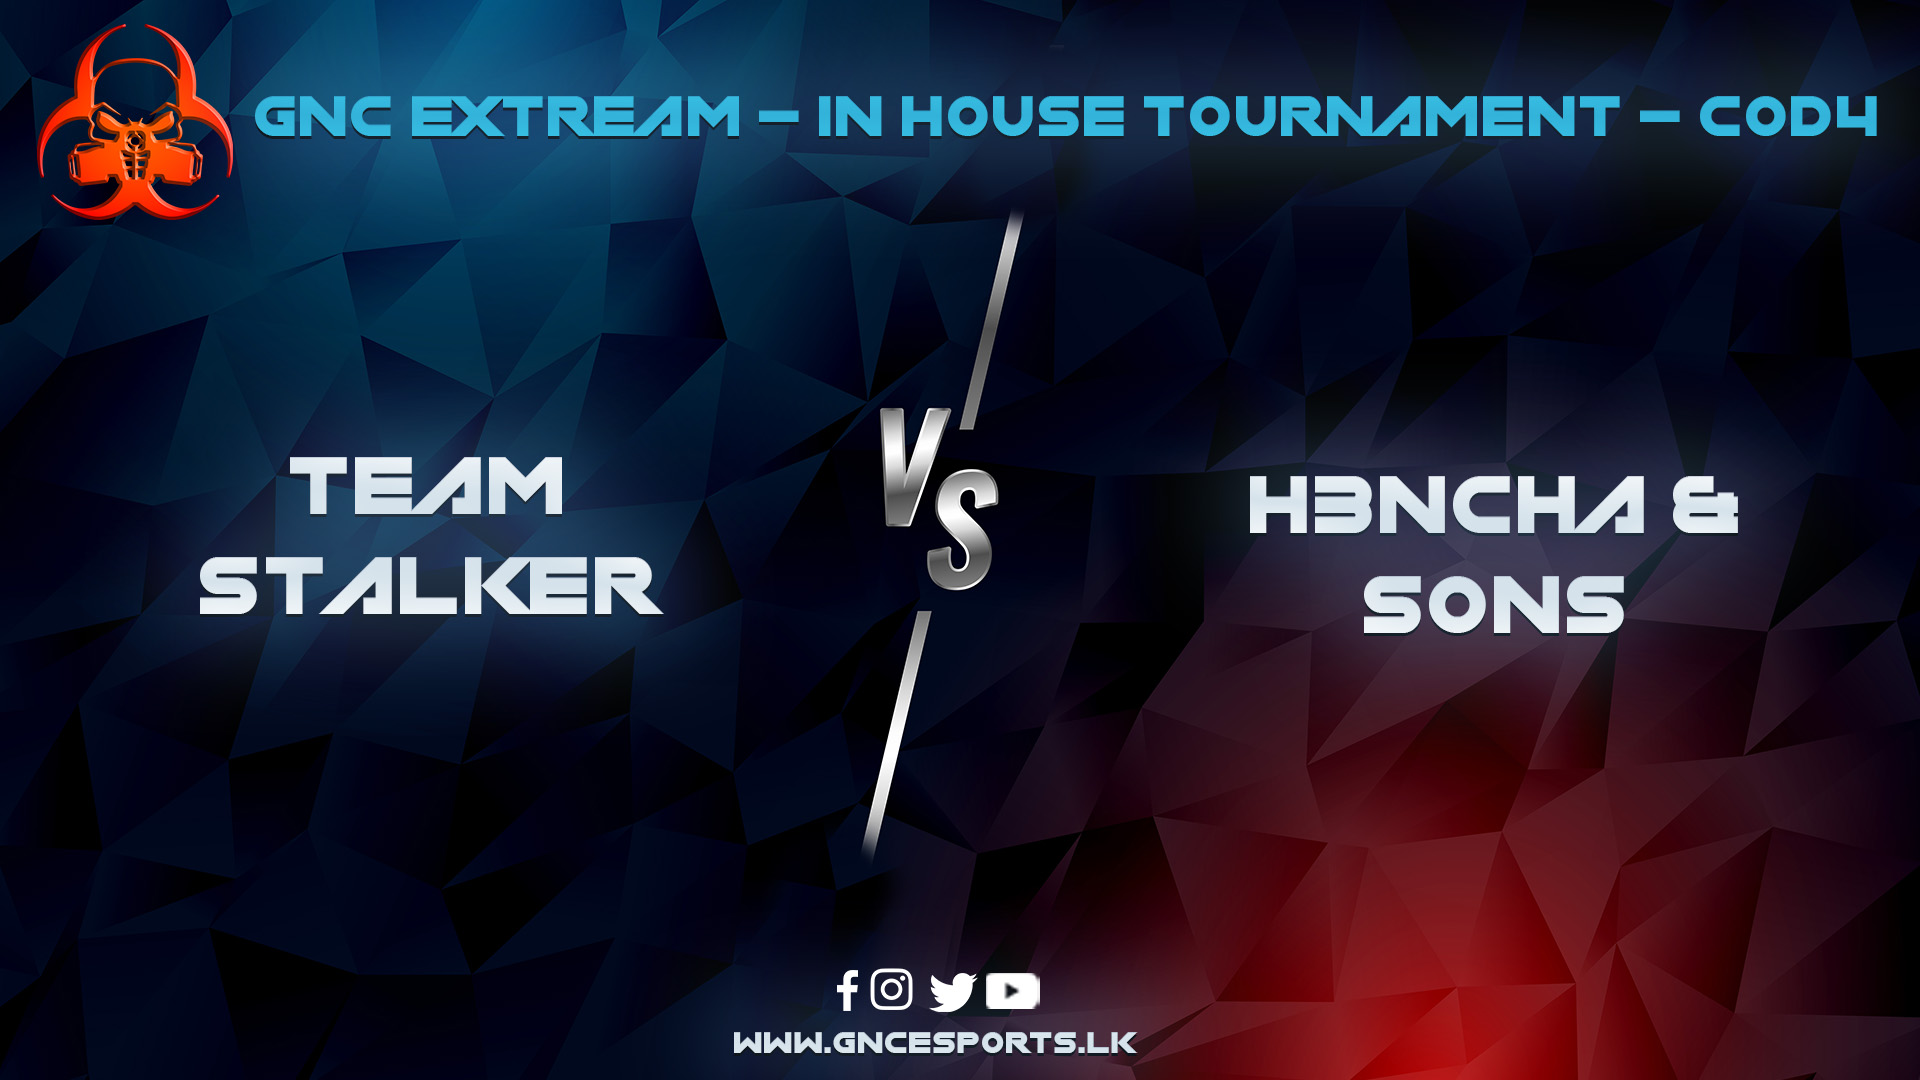 GNC EXTREAM – IN HOUSE TOURNAMENT – COD4
TEAM
STALKER
VS
H3NCHA &
SONS
WWW.GNCESPORTS.LK